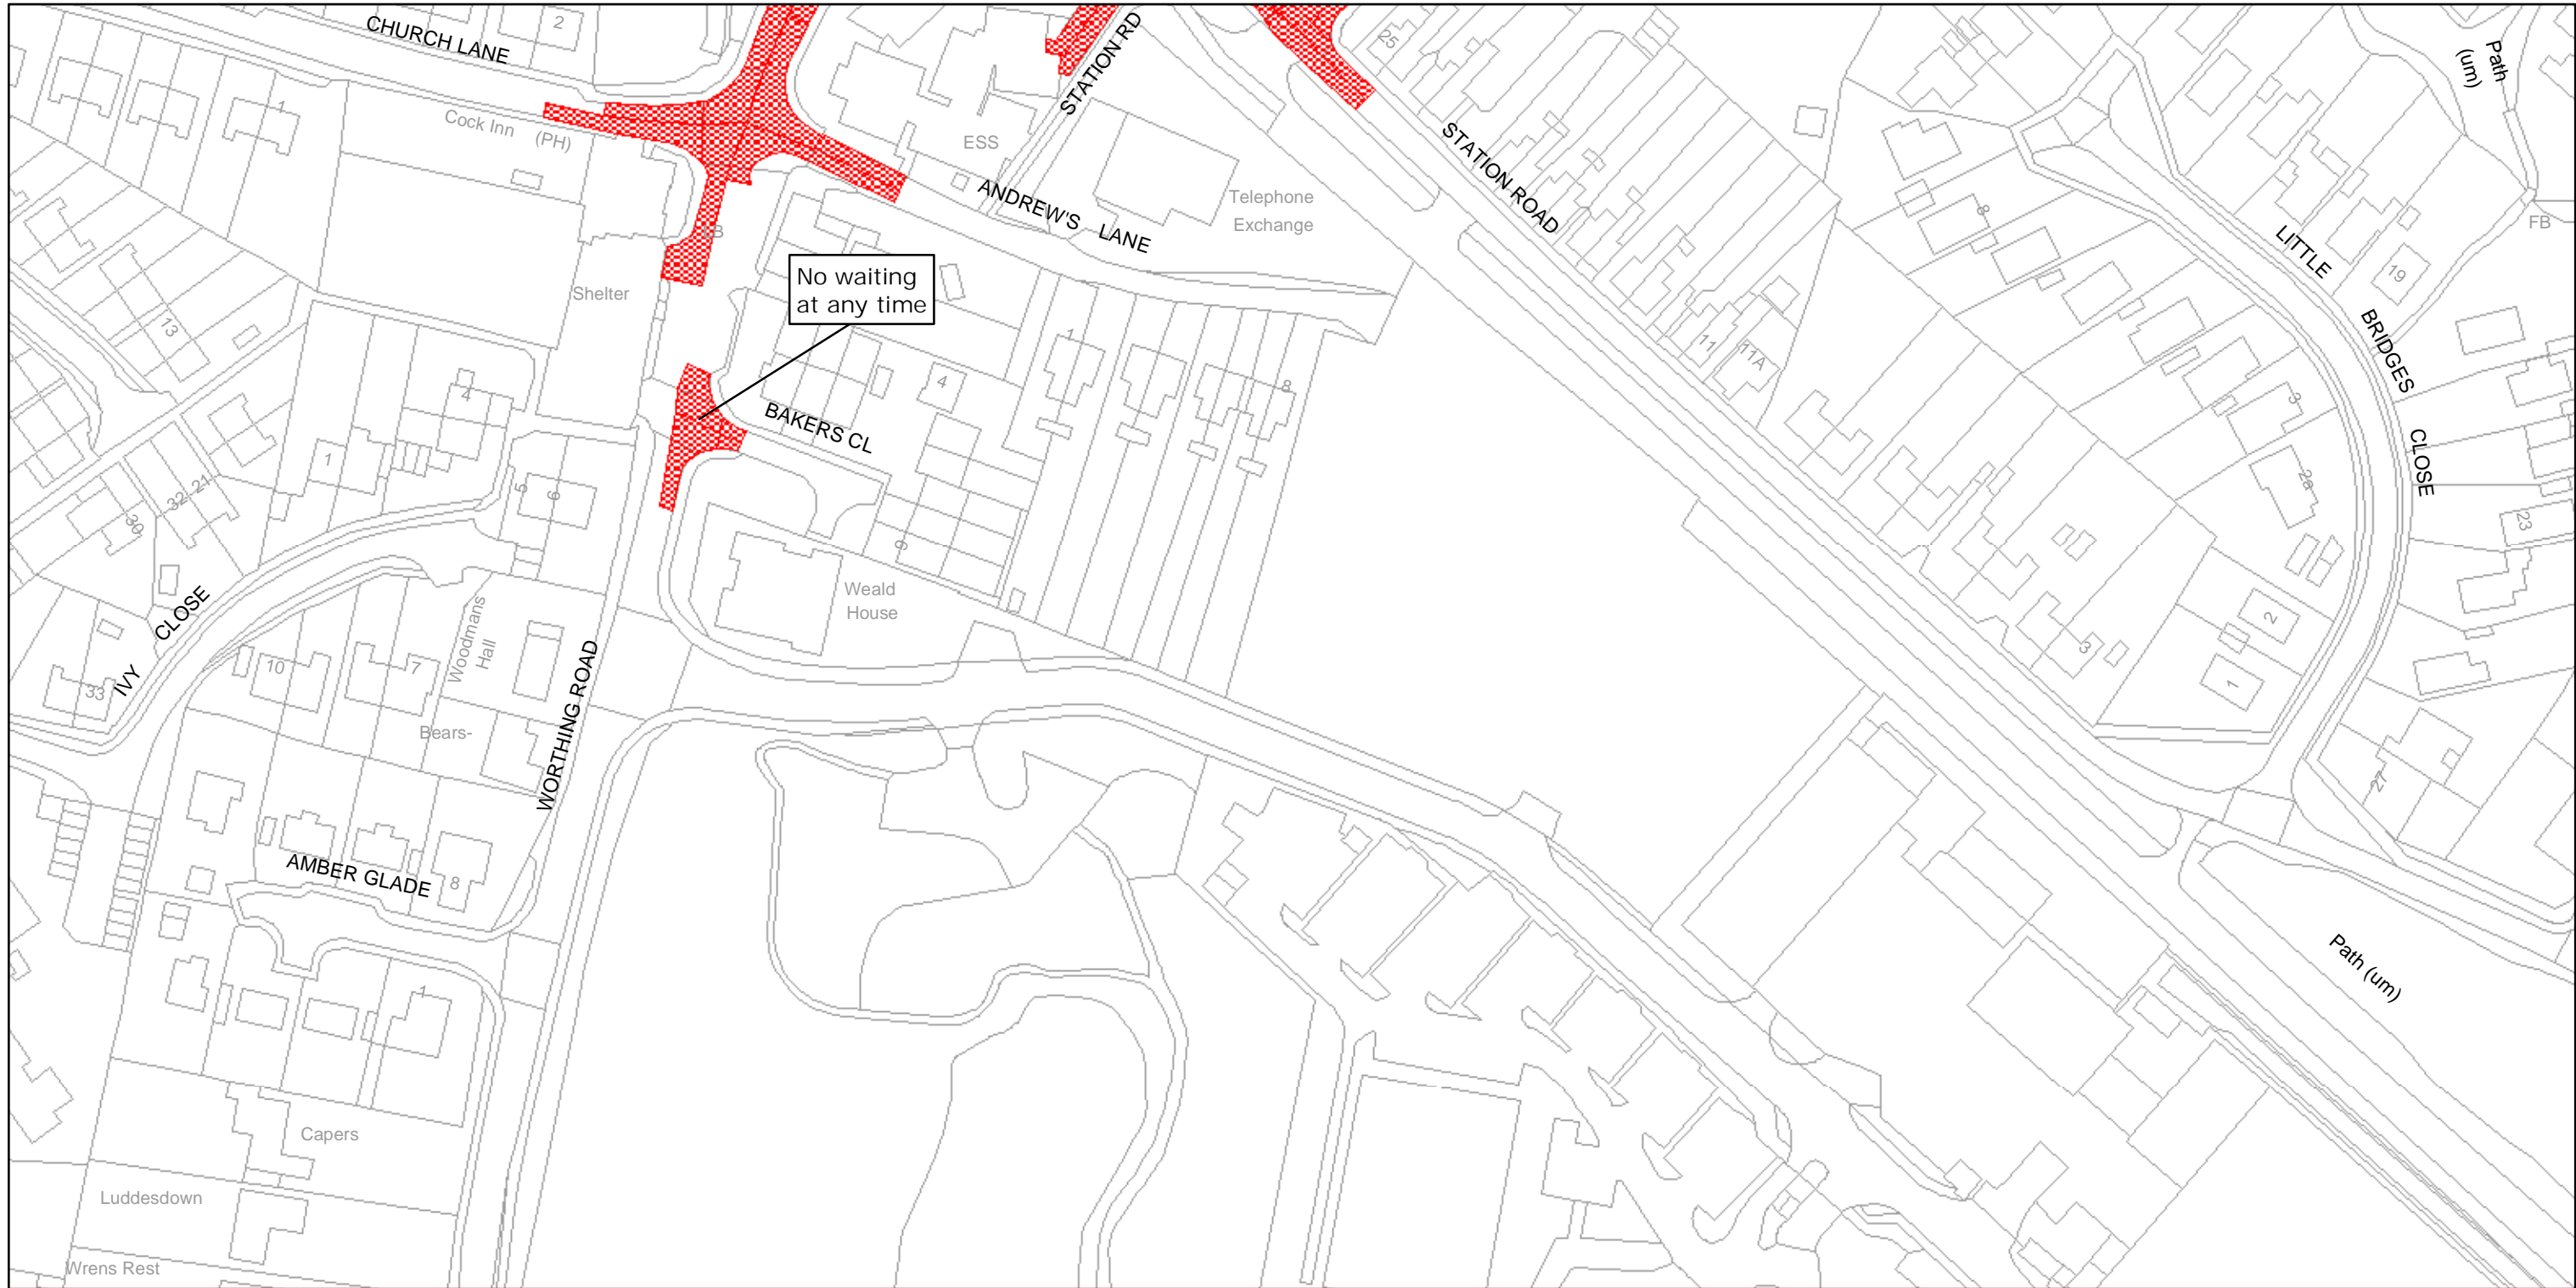 CHURCH LANE
2
STATION RD
25
Path
(um)
Cock Inn
(PH)
1
ESS
STATION ROAD
ANDREW'S LANE
Telephone
Exchange
8
LITTLE
BRIDGES
CLOSE
19
FB
No waiting
at any time
Shelter
13
1
4
4
8
11
11A
3
2a
BAKERS CL
1
5
6
32
21
30
9
23
Weald
House
CLOSE
IVY
Woodmans
Hall
10
7
33
WORTHING ROAD
2
1
3
Bears-
27
AMBER GLADE
8
Path (um)
1
Capers
Luddesdown
Wrens Rest